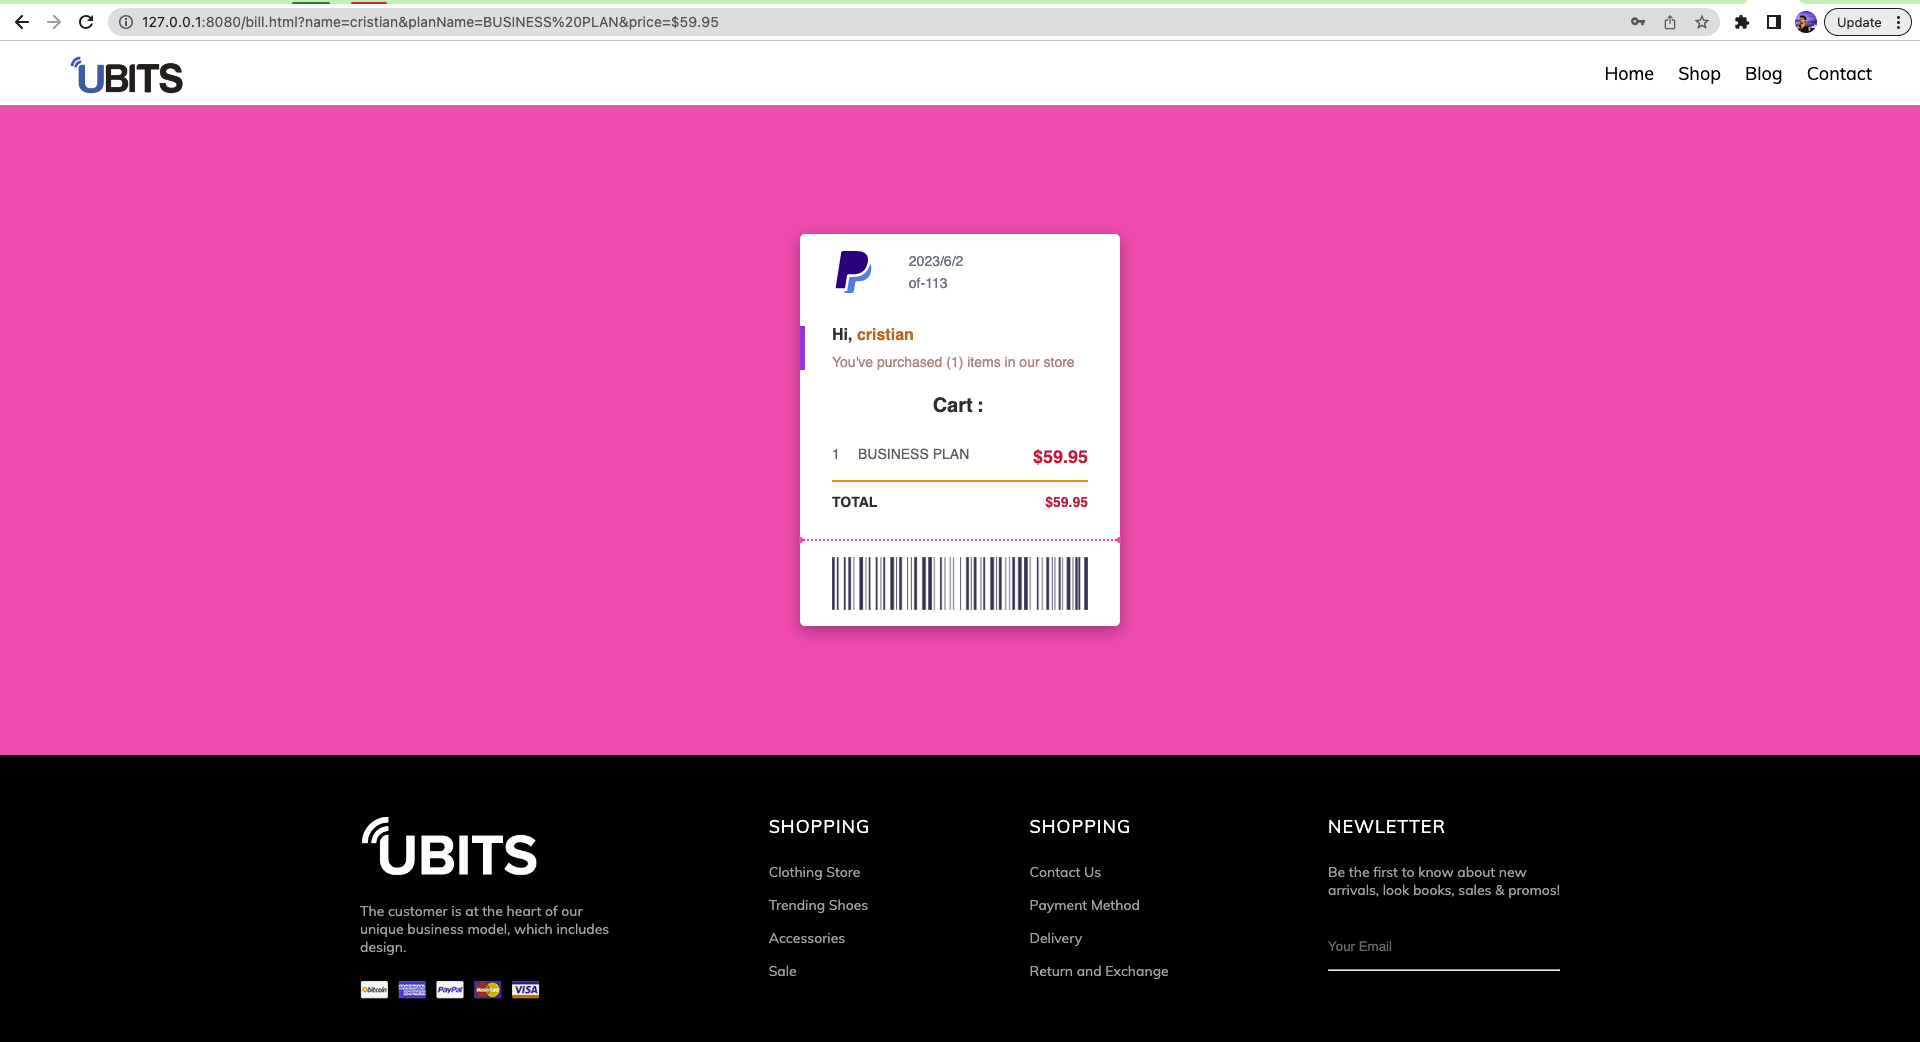 127.0.0.1:8080/bill.html?name=cristian&planName=BUSINESS%20PLAN&price=$59.95
Update
UBITS
Home Shop Blog Contact
2023/6/2
of-113
Hi, cristian
You've purchased (1) items in our store
Cart :
1 BUSINESS PLAN $59.95
TOTAL $59.95
UBITS
The customer is at the heart of our
unique business model, which includes
design.
bitcoin AMERICAN EXPRESS PayPal MasterCard VISA
SHOPPING
Clothing Store
Trending Shoes
Accessories
Sale
SHOPPING
Contact Us
Payment Method
Delivery
Return and Exchange
NEWLETTER
Be the first to know about new
arrivals, look books, sales & promos!
Your Email